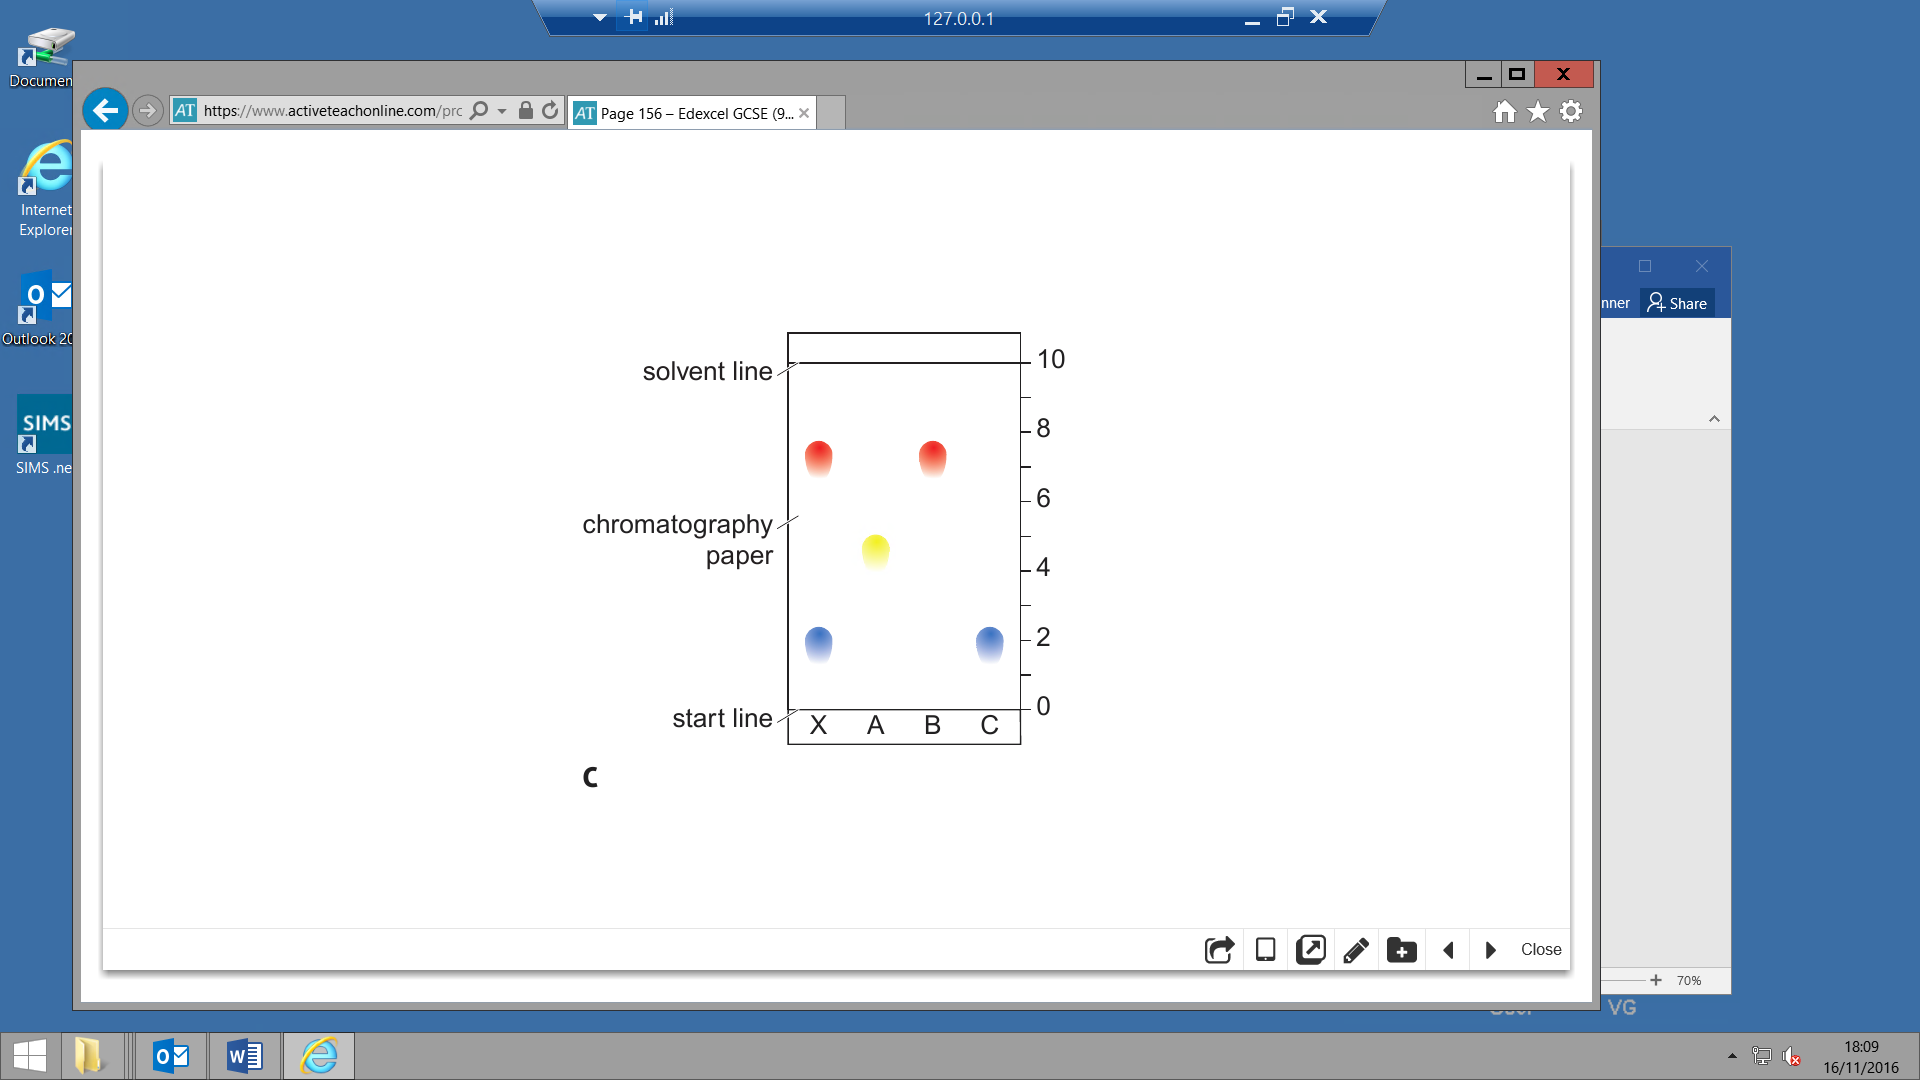 127.0.0.1
Documen
https://www.activeteachonline.com/prc
AT
AT Page 156 – Edexcel GCSE (9...
Internet
Explorer
Outlook 20
SIMS
SIMS .ne
nner
Share
solvent line
chromatography
paper
start line
10
8
6
4
2
0
X A B C
C
Close
70%
VG
18:09
16/11/2016